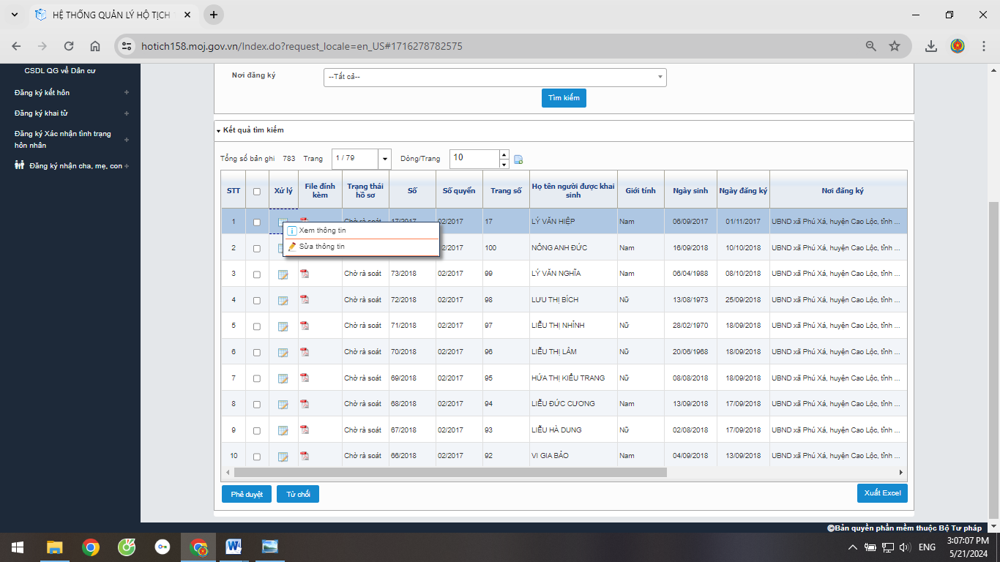 HỆ THỐNG QUẢN LÝ HỘ TỊCH
hotich158.moj.gov.vn/Index.do?request_locale=en_US#1716278782575
CSDL QG về Dân cư
Đăng ký kết hôn
Đăng ký khai tử
Đăng ký Xác nhận tình trạng
hôn nhân
Đăng ký nhận cha, mẹ, con
Nơi đăng ký --Tất cả--
Tìm kiếm
Kết quả tìm kiếm
Tổng số bản ghi 783 Trang 1 / 79 Dòng/Trang 10
STT Xử lý File đính kèm Trạng thái hồ sơ Số Số quyển Trang số Họ tên người được khai sinh Giới tính Ngày sinh Ngày đăng ký Nơi đăng ký
1 Chờ rà soát 17/2017 02/2017 17 LÝ VĂN HIỆP Nam 06/09/2017 01/11/2017 UBND xã Phú Xá, huyện Cao Lộc, tỉnh ...
Xem thông tin
Sửa thông tin
2 2/2017 100 NÔNG ANH ĐỨC Nam 16/09/2018 10/10/2018 UBND xã Phú Xá, huyện Cao Lộc, tỉnh ...
3 Chờ rà soát 73/2018 02/2017 99 LÝ VĂN NGHĨA Nam 06/04/1988 08/10/2018 UBND xã Phú Xá, huyện Cao Lộc, tỉnh ...
4 Chờ rà soát 72/2018 02/2017 98 LƯU THỊ BÍCH Nữ 13/08/1973 25/09/2018 UBND xã Phú Xá, huyện Cao Lộc, tỉnh ...
5 Chờ rà soát 71/2018 02/2017 97 LIỄU THỊ NHÌNH Nữ 28/02/1970 18/09/2018 UBND xã Phú Xá, huyện Cao Lộc, tỉnh ...
6 Chờ rà soát 70/2018 02/2017 96 LIỄU THỊ LÂM Nữ 20/06/1968 18/09/2018 UBND xã Phú Xá, huyện Cao Lộc, tỉnh ...
7 Chờ rà soát 69/2018 02/2017 95 HỨA THỊ KIỀU TRANG Nữ 08/08/2018 18/09/2018 UBND xã Phú Xá, huyện Cao Lộc, tỉnh ...
8 Chờ rà soát 68/2018 02/2017 94 LIỄU ĐỨC CƯƠNG Nam 13/09/2018 17/09/2018 UBND xã Phú Xá, huyện Cao Lộc, tỉnh ...
9 Chờ rà soát 67/2018 02/2017 93 LIỄU HÀ DUNG Nữ 02/08/2018 17/09/2018 UBND xã Phú Xá, huyện Cao Lộc, tỉnh ...
10 Chờ rà soát 66/2018 02/2017 92 VI GIA BẢO Nam 04/09/2018 13/09/2018 UBND xã Phú Xá, huyện Cao Lộc, tỉnh ...
Phê duyệt Từ chối Xuất Excel
©Bản quyền phần mềm thuộc Bộ Tư pháp
ENG 3:07:07 PM
5/21/2024